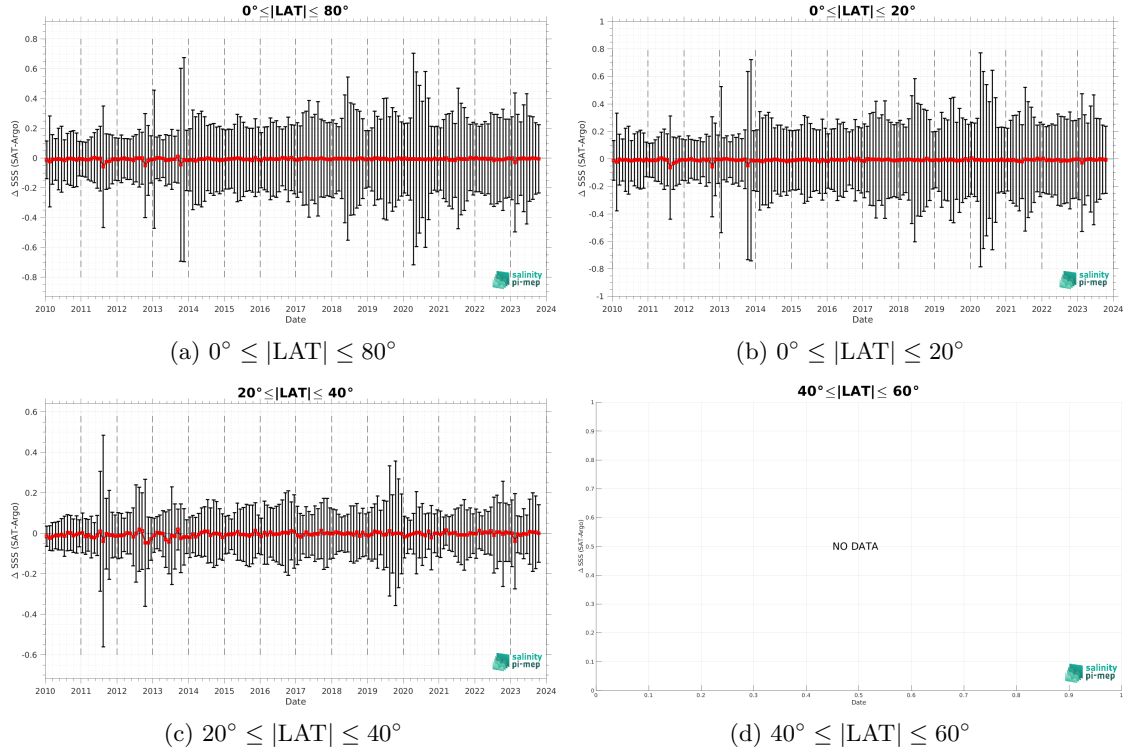 0°≤|LAT|≤ 80°
Δ SSS (SAT-Argo)
0.8
0.6
0.4
0.2
0
-0.2
-0.4
-0.6
-0.8
2010 2011 2012 2013 2014 2015 2016 2017 2018 2019 2020 2021 2022 2023 2024
Date
salinity
pi-mep
(a) 0° ≤ |LAT| ≤ 80°
0°≤|LAT|≤ 20°
Δ SSS (SAT-Argo)
1
0.8
0.6
0.4
0.2
0
-0.2
-0.4
-0.6
-0.8
-1
2010 2011 2012 2013 2014 2015 2016 2017 2018 2019 2020 2021 2022 2023 2024
Date
salinity
pi-mep
(b) 0° ≤ |LAT| ≤ 20°
20°≤|LAT|≤ 40°
Δ SSS (SAT-Argo)
0.6
0.4
0.2
0
-0.2
-0.4
-0.6
2010 2011 2012 2013 2014 2015 2016 2017 2018 2019 2020 2021 2022 2023 2024
Date
salinity
pi-mep
(c) 20° ≤ |LAT| ≤ 40°
40°≤|LAT|≤ 60°
Δ SSS (SAT-Argo)
1
0.9
0.8
0.7
0.6
0.5
0.4
0.3
0.2
0.1
0
NO DATA
0 0.1 0.2 0.3 0.4 0.5 0.6 0.7 0.8 0.9 1
Date
salinity
pi-mep
(d) 40° ≤ |LAT| ≤ 60°